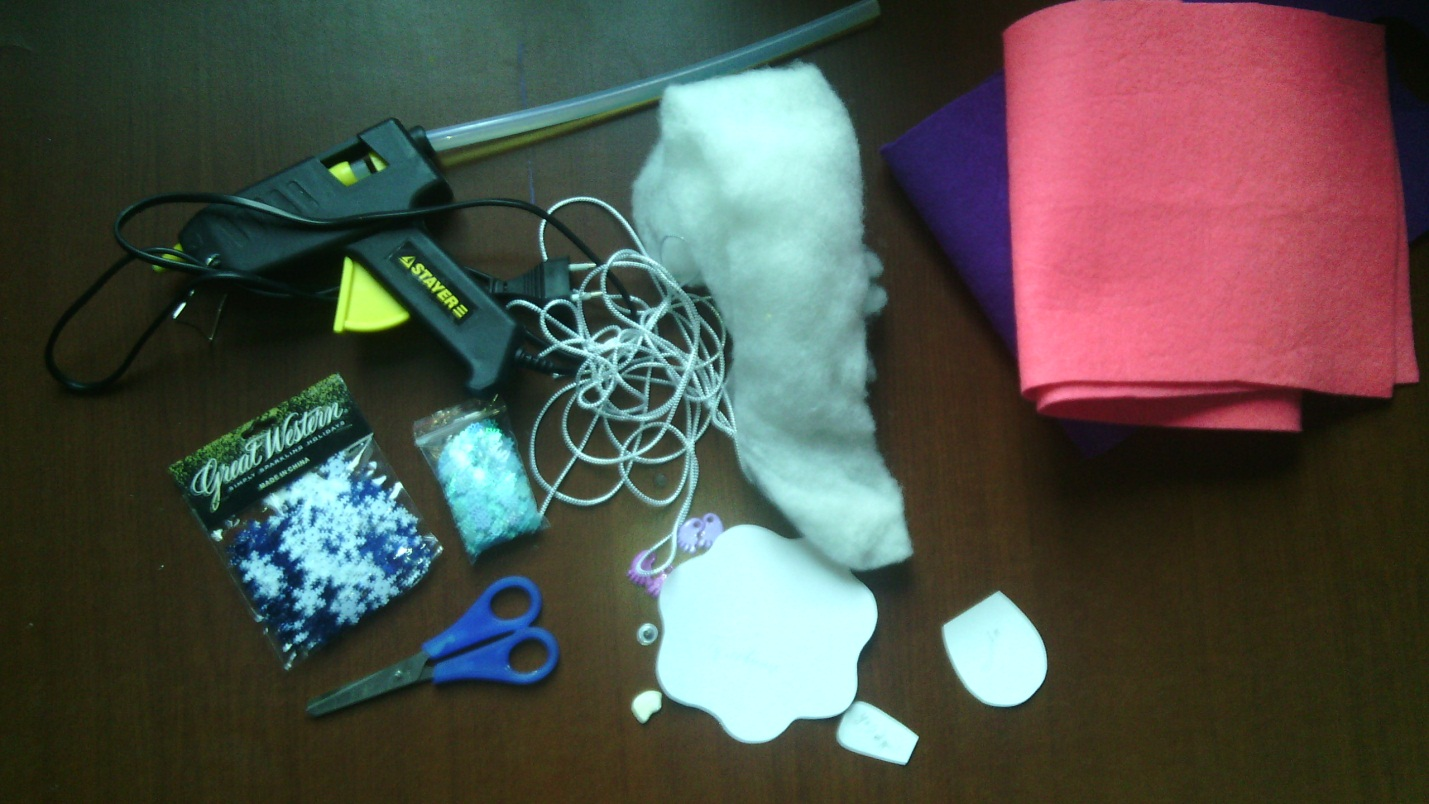 STAYER
Great Western
SIMPLY SPARKLING HOLIDAYS
MADE IN CHINA